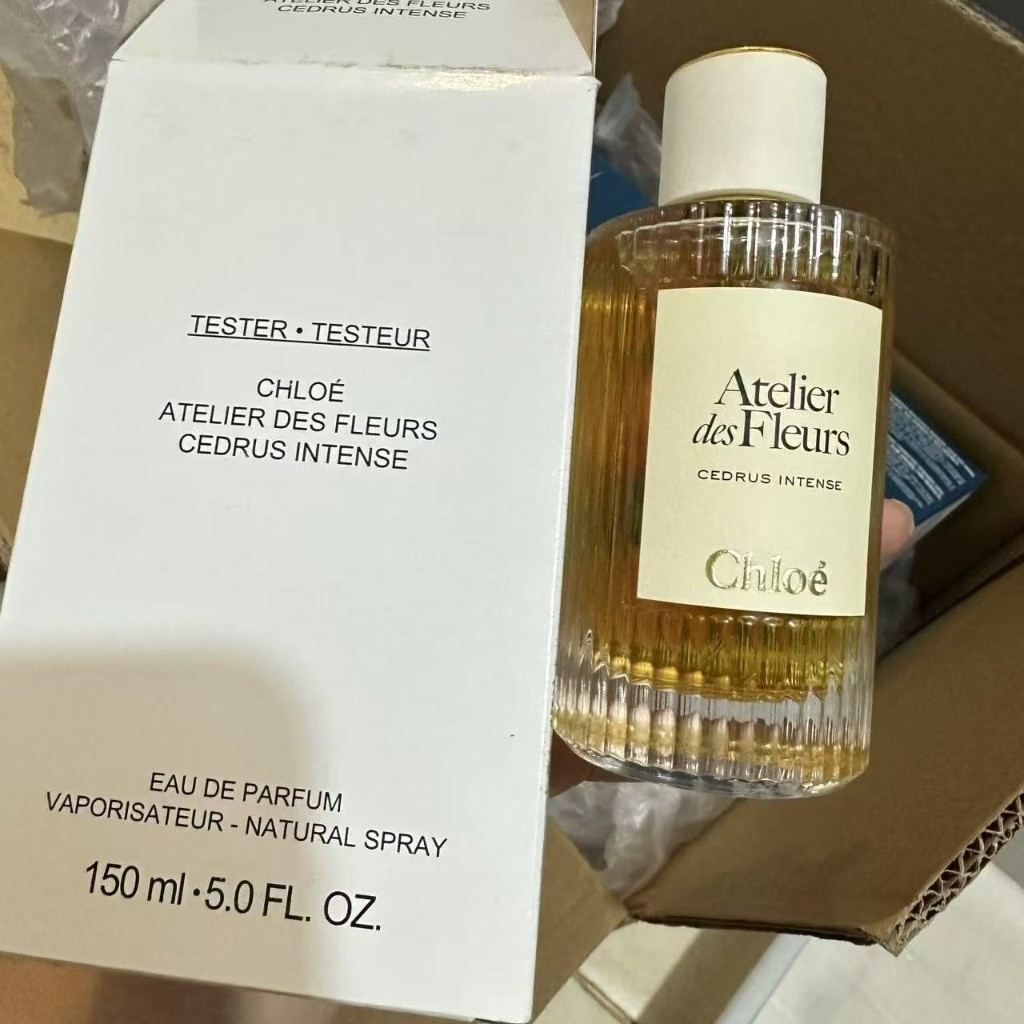 ATELIER DES FLEURS
CEDRUS INTENSE
TESTER • TESTEUR
CHLOÉ
ATELIER DES FLEURS
CEDRUS INTENSE
EAU DE PARFUM
VAPORISATEUR - NATURAL SPRAY
150 ml • 5.0 FL. OZ.
Atelier
des Fleurs
CEDRUS INTENSE
Chloé